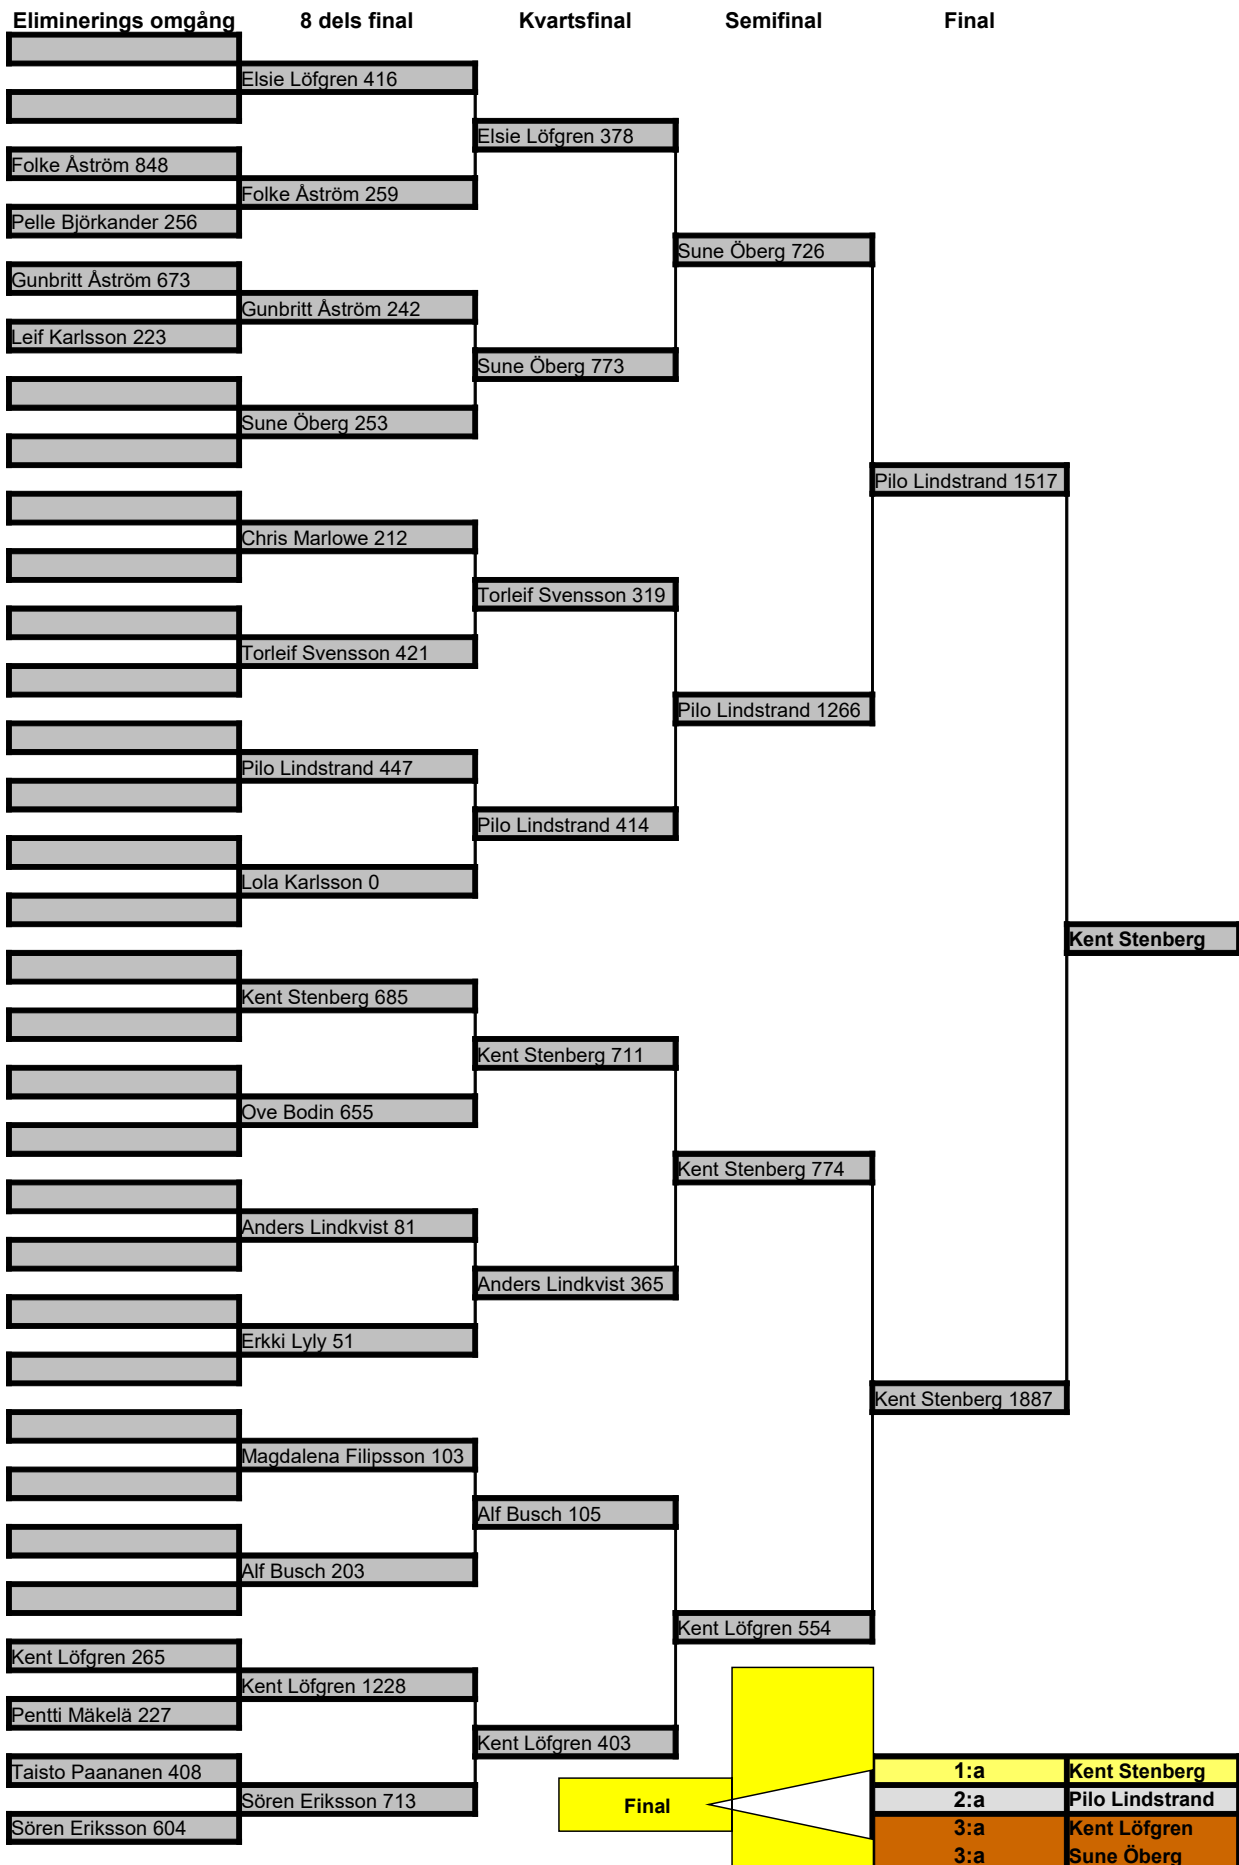 Eliminerings omgång
8 dels final
Kvartsfinal
Semifinal
Final
Elsie Löfgren 416
Elsie Löfgren 378
Folke Åström 848
Folke Åström 259
Pelle Björkander 256
Sune Öberg 726
Gunbritt Åström 673
Gunbritt Åström 242
Leif Karlsson 223
Sune Öberg 773
Sune Öberg 253
Pilo Lindstrand 1517
Chris Marlowe 212
Torleif Svensson 319
Torleif Svensson 421
Pilo Lindstrand 1266
Pilo Lindstrand 447
Pilo Lindstrand 414
Lola Karlsson 0
Kent Stenberg
Kent Stenberg 685
Kent Stenberg 711
Ove Bodin 655
Kent Stenberg 774
Anders Lindkvist 81
Anders Lindkvist 365
Erkki Lyly 51
Kent Stenberg 1887
Magdalena Filipsson 103
Alf Busch 105
Alf Busch 203
Kent Löfgren 554
Kent Löfgren 265
Kent Löfgren 1228
Pentti Mäkelä 227
Kent Löfgren 403
Taisto Paananen 408
Sören Eriksson 713
Sören Eriksson 604
Final
1:a Kent Stenberg
2:a Pilo Lindstrand
3:a Kent Löfgren
3:a Sune Öberg